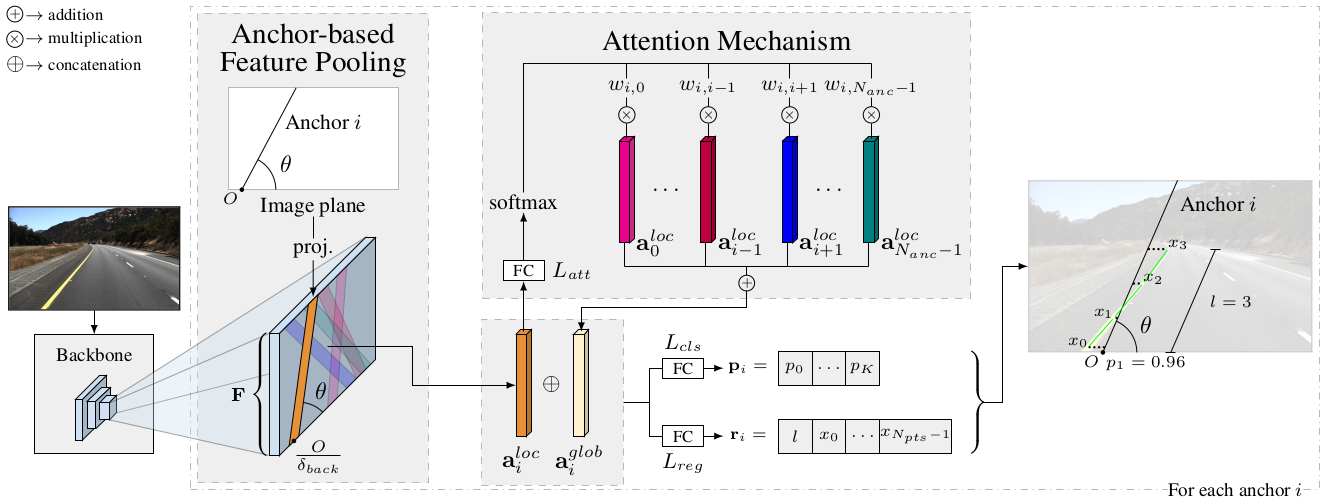 ⊕→ addition
⊗→ multiplication
⊕→ concatenation
Anchor-based
Feature Pooling
Anchor i
θ
O
Image plane
proj.
Backbone
F
θ
O
δ_back
Attention Mechanism
w_{i,0} w_{i,i−1} w_{i,i+1} w_{i,N_{anc}−1}
⊗ ⊗ ⊗ ⊗
... ...
softmax
a_0^{loc} a_{i−1}^{loc} a_{i+1}^{loc} a_{N_{anc}−1}^{loc}
FC L_{att}
⊕
⊕
a_i^{loc} a_i^{glob}
L_{cls}
FC p_i = p_0 ... p_K
FC r_i = l x_0 ... x_{N_{pts}−1}
L_{reg}
Anchor i
x_3
x_2
l = 3
x_1
θ
x_0
O p_1 = 0.96
For each anchor i